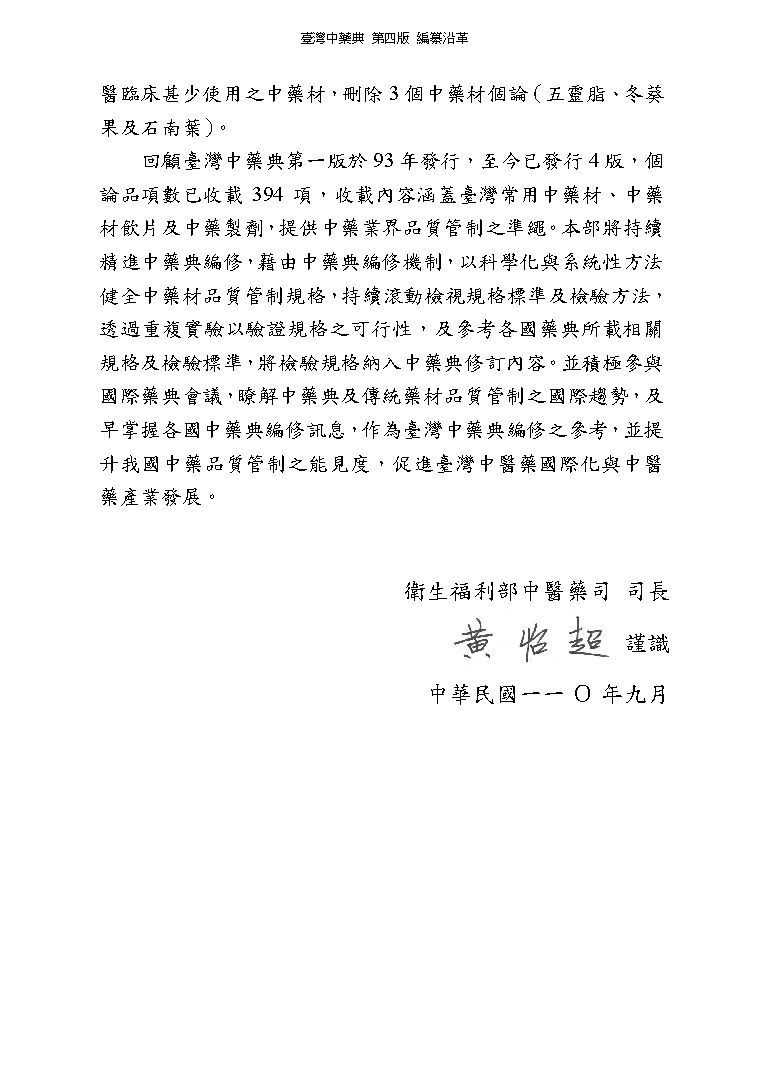 臺灣中藥典 第四版 編纂沿革
醫臨床甚少使用之中藥材，刪除 3 個中藥材個論（五靈脂、冬葵
果及石南葉）。
回顧臺灣中藥典第一版於 93 年發行，至今已發行 4 版，個
論品項數已收載 394 項，收載內容涵蓋臺灣常用中藥材、中藥
材飲片及中藥製劑，提供中藥業界品質管制之準繩。本部將持續
精進中藥典編修，藉由中藥典編修機制，以科學化與系統性方法
健全中藥材品質管制規格，持續滾動檢視規格標準及檢驗方法，
透過重複實驗以驗證規格之可行性，及參考各國藥典所載相關
規格及檢驗標準，將檢驗規格納入中藥典修訂內容。並積極參與
國際藥典會議，瞭解中藥典及傳統藥材品質管制之國際趨勢，及
早掌握各國中藥典編修訊息，作為臺灣中藥典編修之參考，並提
升我國中藥品質管制之能見度，促進臺灣中醫藥國際化與中醫
藥產業發展。
衛生福利部中醫藥司 司長
黃怡超 謹識
中華民國一一〇年九月